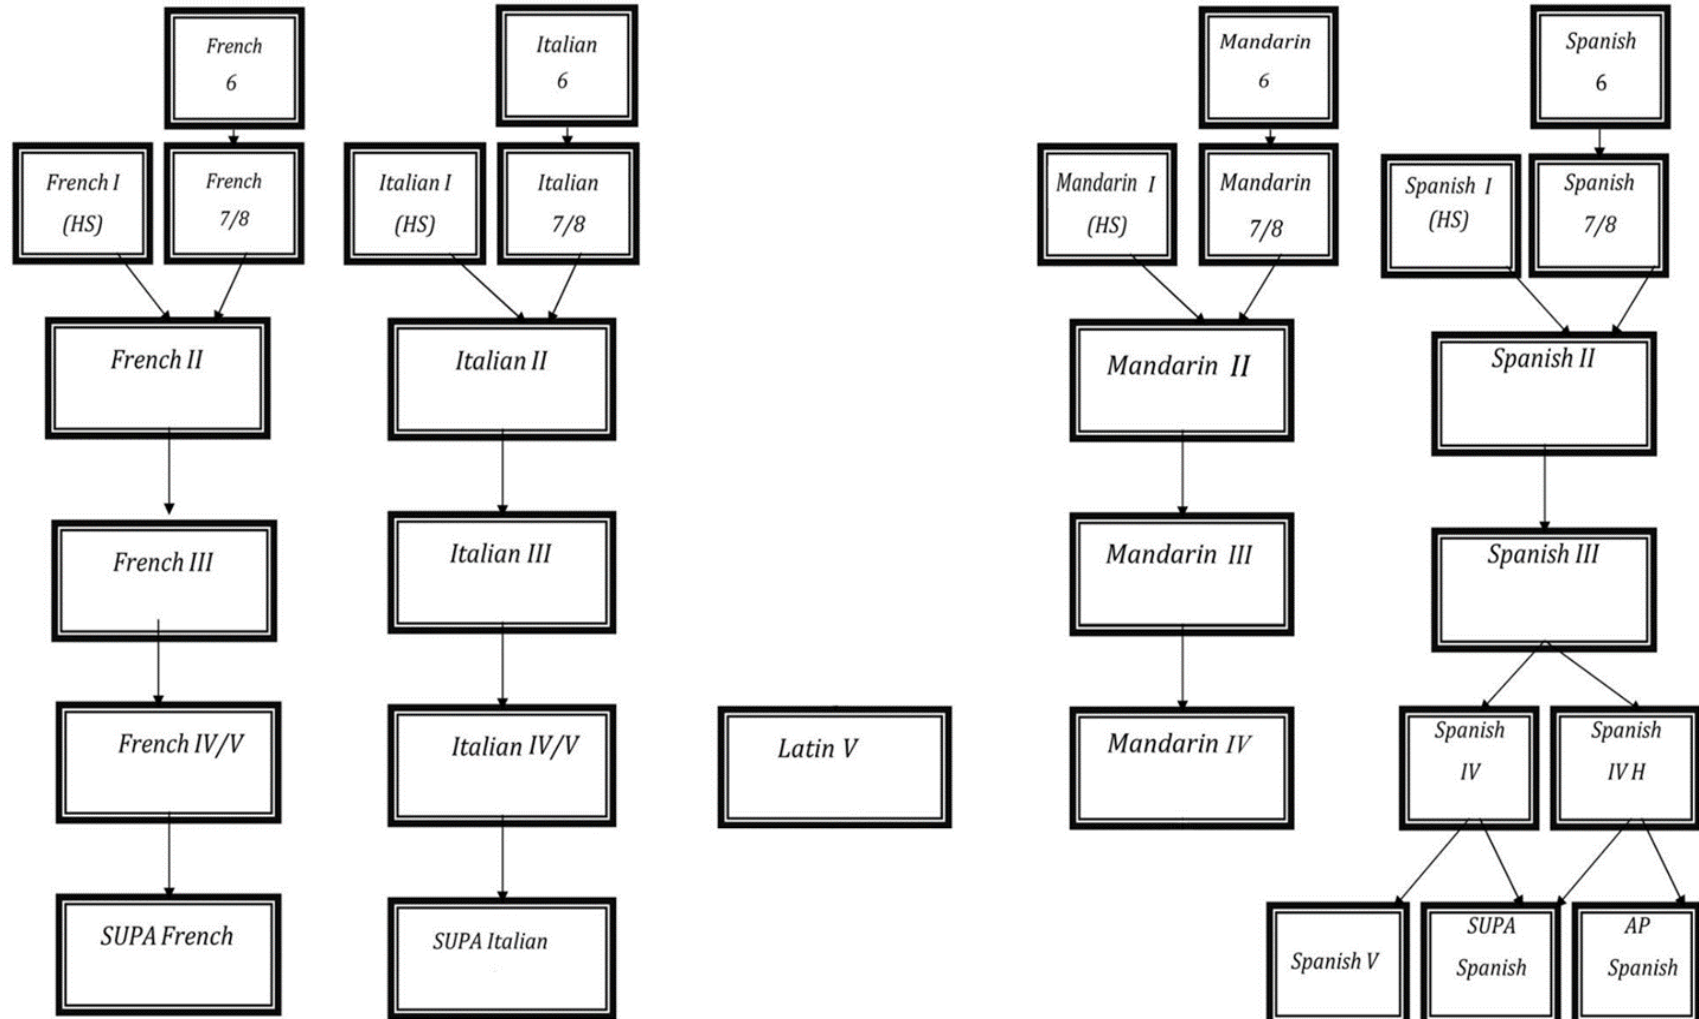 French
6
Italian
6
Mandarin
6
Spanish
6
French I
(HS)
French
7/8
Italian I
(HS)
Italian
7/8
Mandarin I
(HS)
Mandarin
7/8
Spanish I
(HS)
Spanish
7/8
French II
Italian II
Mandarin II
Spanish II
French III
Italian III
Mandarin III
Spanish III
French IV/V
Italian IV/V
Latin V
Mandarin IV
Spanish
IV
Spanish
IV H
SUPA French
SUPA Italian
Spanish V
SUPA
Spanish
AP
Spanish